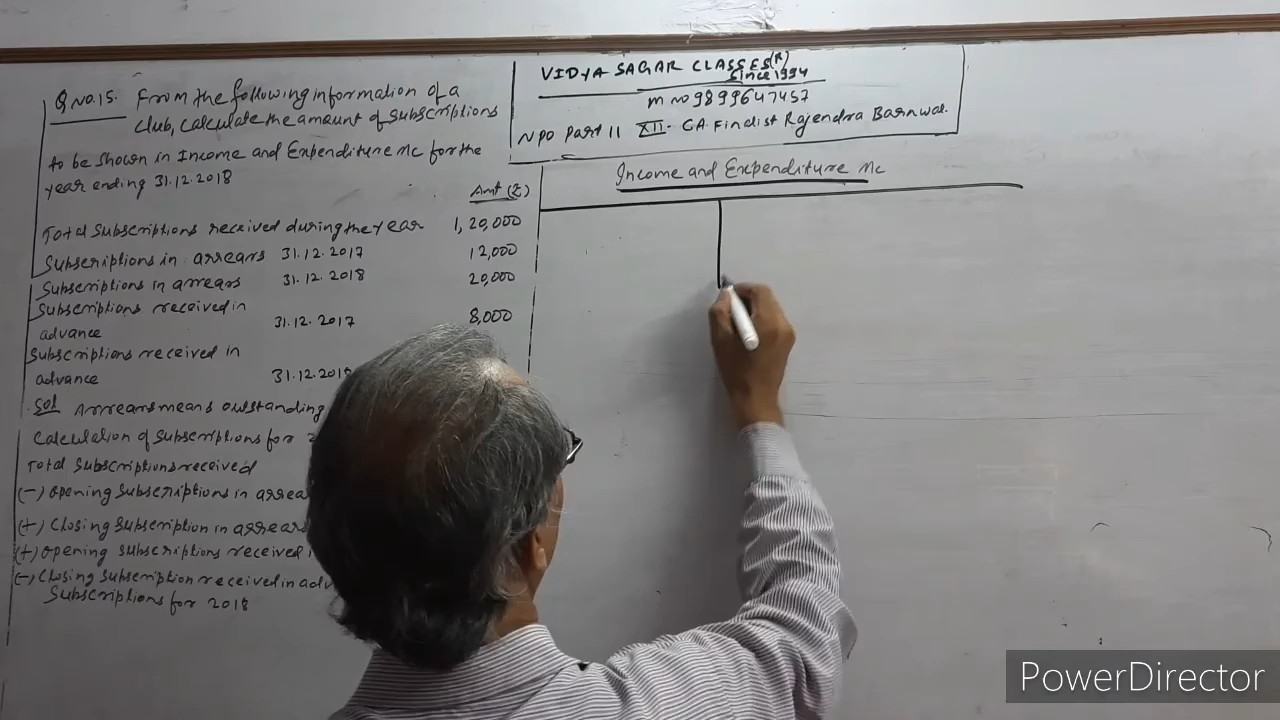 Q No.15. From the following information of a
club, calculate the amount of subscriptions
to be shown in Income and Expenditure A/c for the
year ending 31.12.2018
Amt (₹)
Total Subscriptions received during the year 1,20,000
Subscriptions in arrears 31.12.2017 12,000
Subscriptions in arrears 31.12.2018 20,000
Subscriptions received in
advance 31.12.2017 8,000
Subscriptions received in
advance 31.12.201
Sol Arrears means outstanding
Calculation of subscriptions for
Total Subscriptions received
(-) Opening Subscriptions in arrea
(+) Closing Subscription in arrears
(+) Opening Subscriptions received
(-) Closing Subscription received in adv
Subscriptions for 2018
VIDYA SAGAR CLASSES (R)
Since 1994
M no 9899647457
NPO Part 11 XII - CA Findist Rajendra Barnwal.
Income and Expenditure A/c
PowerDirector